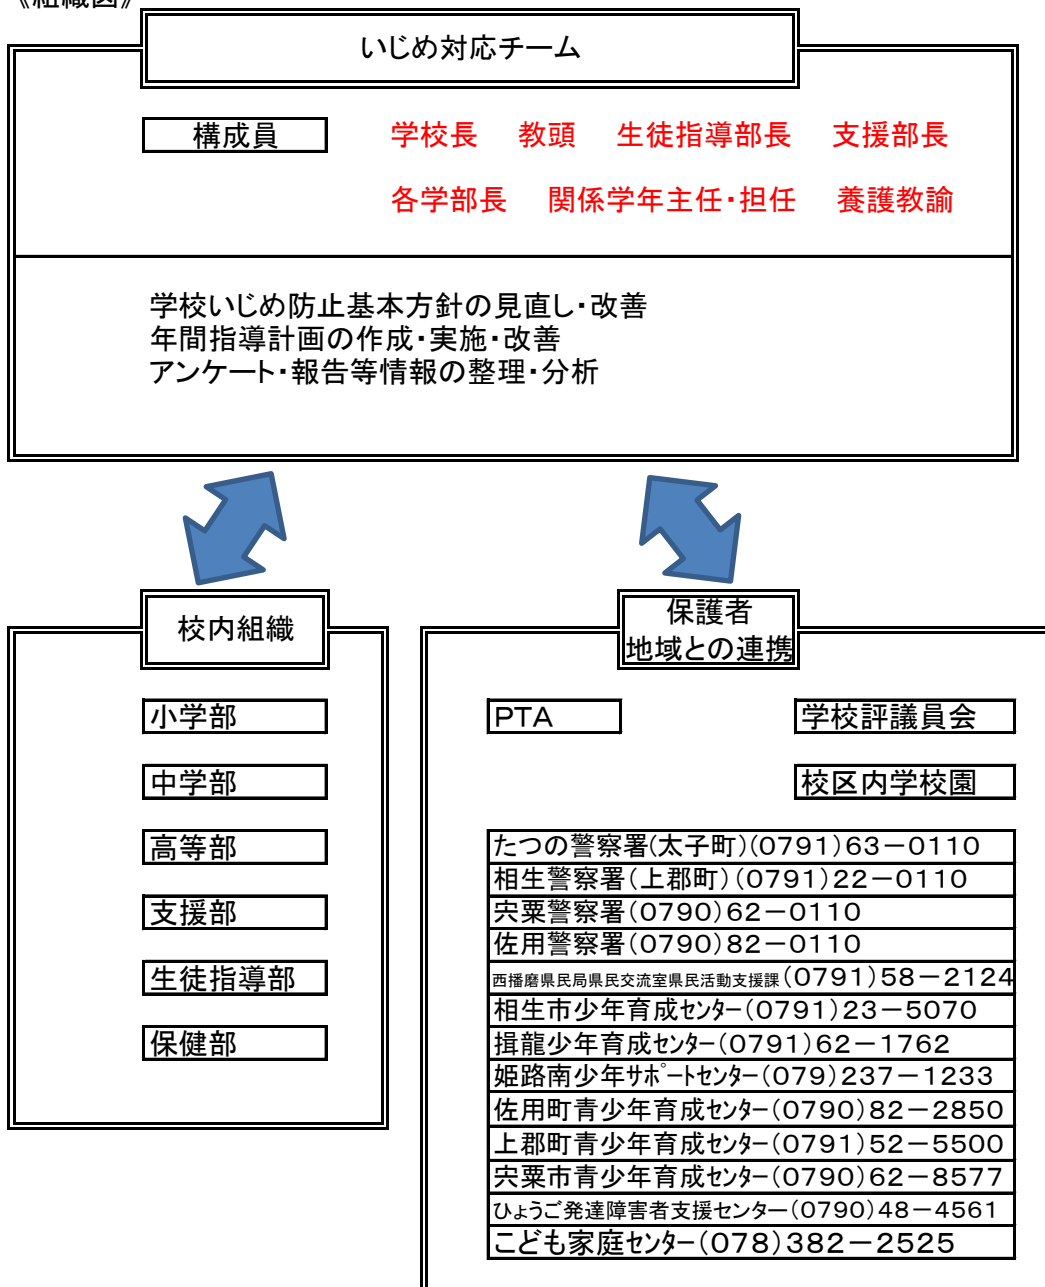 《組織図》
いじめ対応チーム
構成員
学校長 教頭 生徒指導部長 支援部長
各学部長 関係学年主任・担任 養護教諭
学校いじめ防止基本方針の見直し・改善
年間指導計画の作成・実施・改善
アンケート・報告等情報の整理・分析
校内組織
小学部
中学部
高等部
支援部
生徒指導部
保健部
保護者
地域との連携
PTA
学校評議員会
校区内学校園
たつの警察署(太子町)(0791)63-0110
相生警察署(上郡町)(0791)22-0110
宍粟警察署(0790)62-0110
佐用警察署(0790)82-0110
西播磨県民局県民交流室県民活動支援課(0791)58-2124
相生市少年育成センター(0791)23-5070
揖龍少年育成センター(0791)62-1762
姫路南少年サポートセンター(079)237-1233
佐用町青少年育成センター(0790)82-2850
上郡町青少年育成センター(0791)52-5500
宍粟市青少年育成センター(0790)62-8577
ひょうご発達障害者支援センター(0790)48-4561
こども家庭センター(078)382-2525